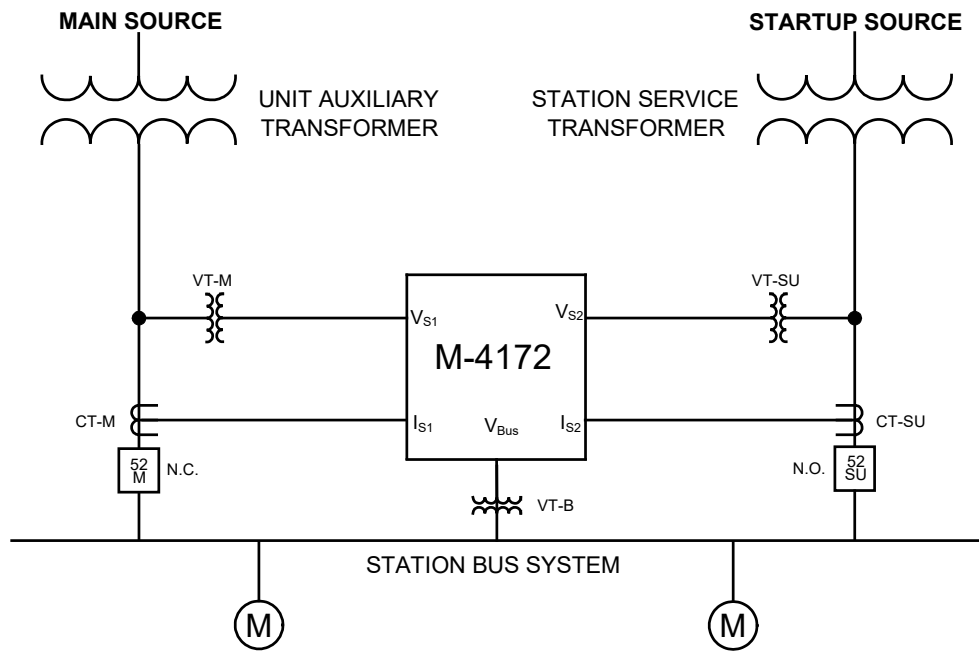 MAIN SOURCE
STARTUP SOURCE
UNIT AUXILIARY
TRANSFORMER
STATION SERVICE
TRANSFORMER
VT-M
VT-SU
VS1
VS2
M-4172
CT-M
IS1
VBus
IS2
CT-SU
52
M
N.C.
N.O.
52
SU
VT-B
STATION BUS SYSTEM
M
M